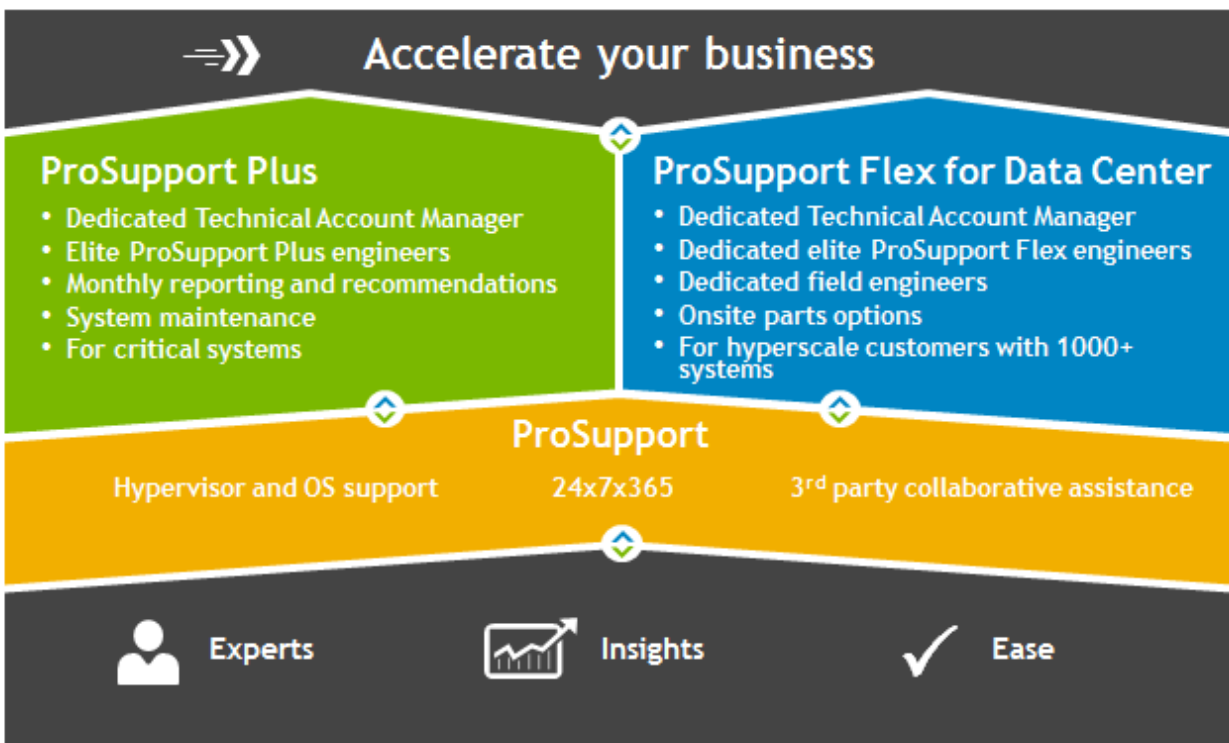 Accelerate your business
ProSupport Plus
• Dedicated Technical Account Manager
• Elite ProSupport Plus engineers
• Monthly reporting and recommendations
• System maintenance
• For critical systems
ProSupport Flex for Data Center
• Dedicated Technical Account Manager
• Dedicated elite ProSupport Flex engineers
• Dedicated field engineers
• Onsite parts options
• For hyperscale customers with 1000+
systems
ProSupport
Hypervisor and OS support 24x7x365 3rd party collaborative assistance
Experts Insights Ease